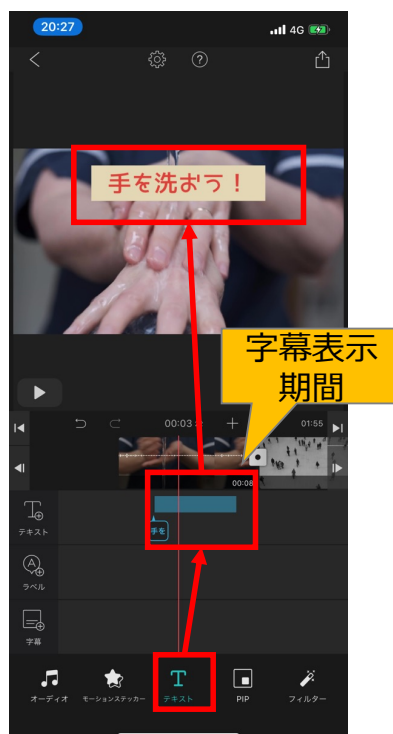 20:27
4G
手を洗おう！
字幕表示
期間
00:03
01:55
00:08
テキスト
手を
ラベル
字幕
オーディオ
モーションステッカー
テキスト
PIP
フィルター